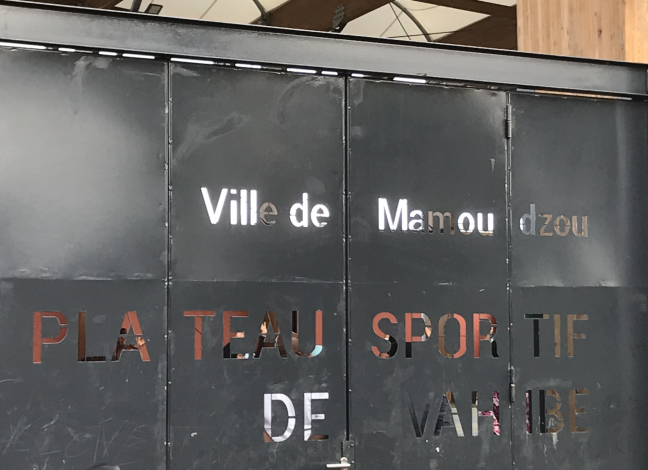 Ville de Mamoudzou
PLATEAU SPORTIF
DE VAHIBE